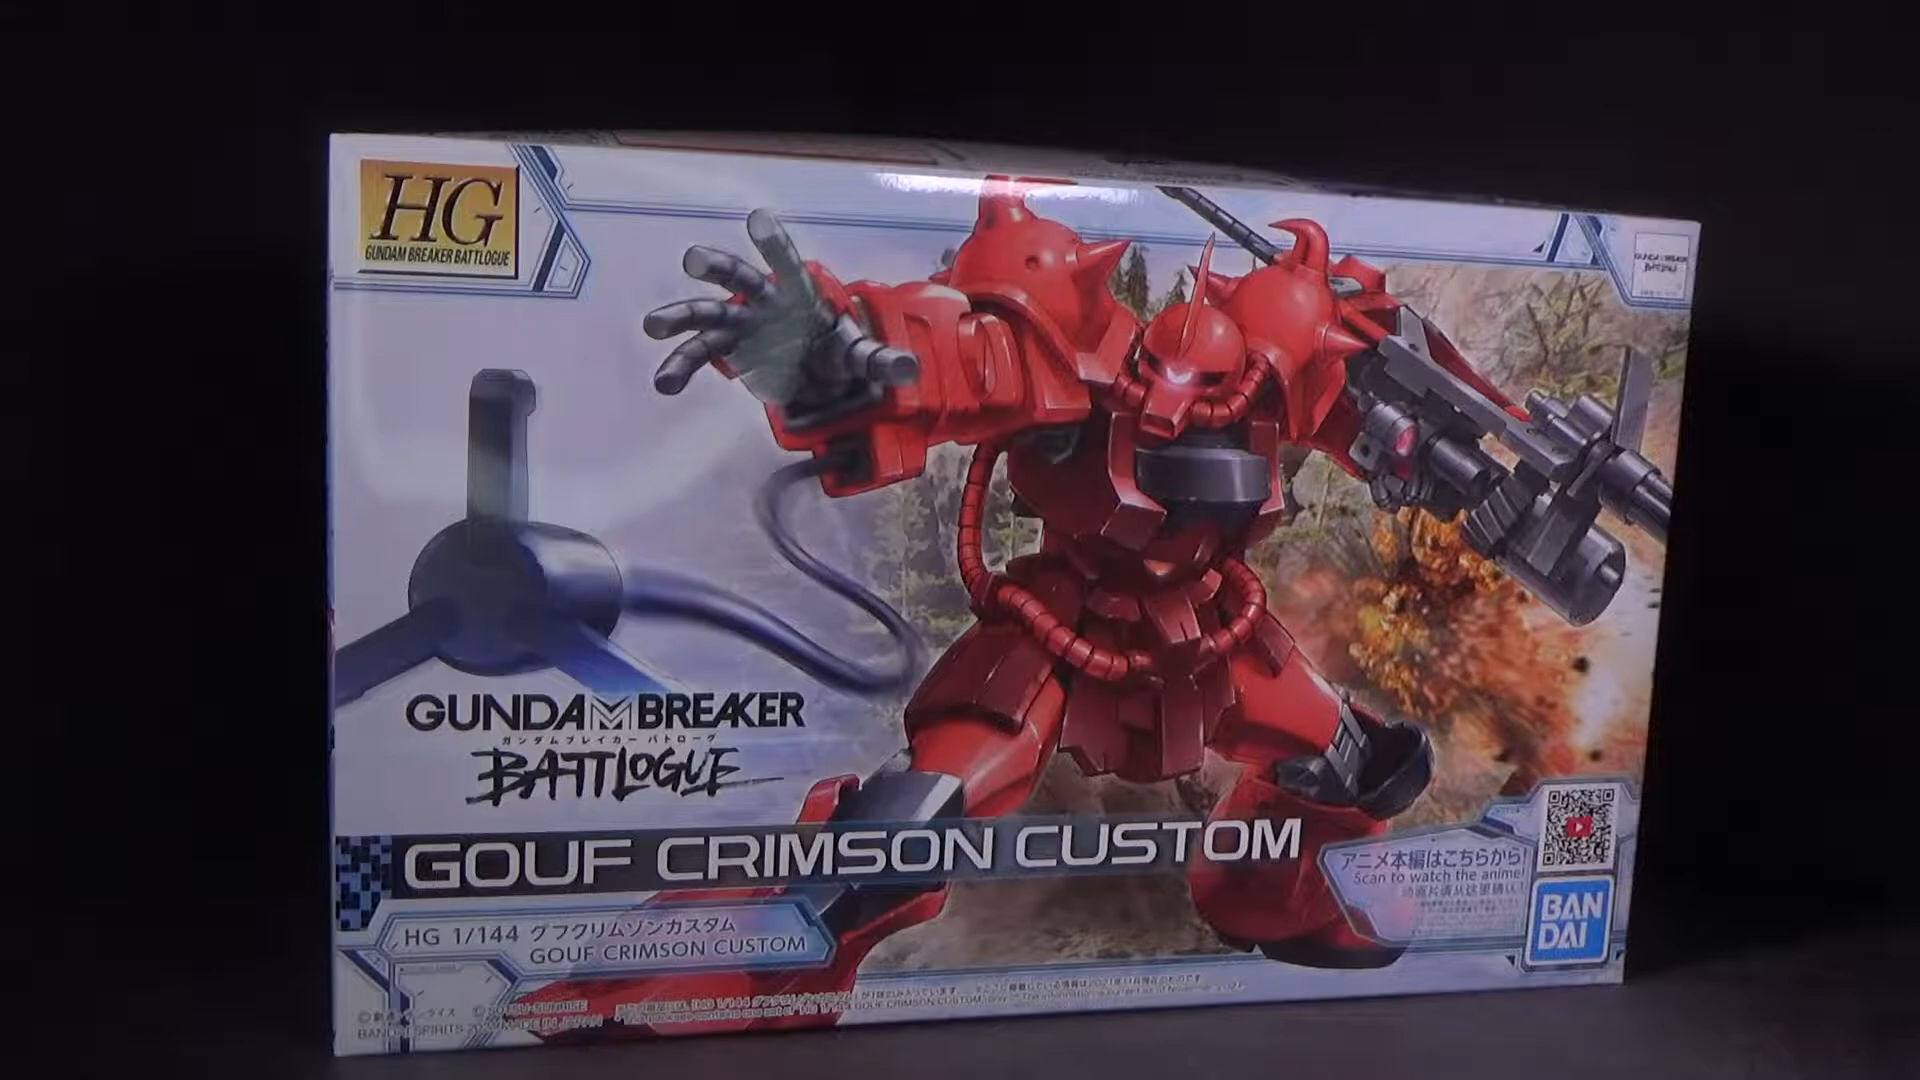 HG
GUNDAM BREAKER BATTLOGUE
GUNDAM BREAKER
ガンダムブレイカー バトローグ
BATTLOGUE
GOUF CRIMSON CUSTOM
HG 1/144 グフクリムゾンカスタム
GOUF CRIMSON CUSTOM
アニメ本編はこちらから!
Scan to watch the anime!
BAN
DAI
MADE IN JAPAN